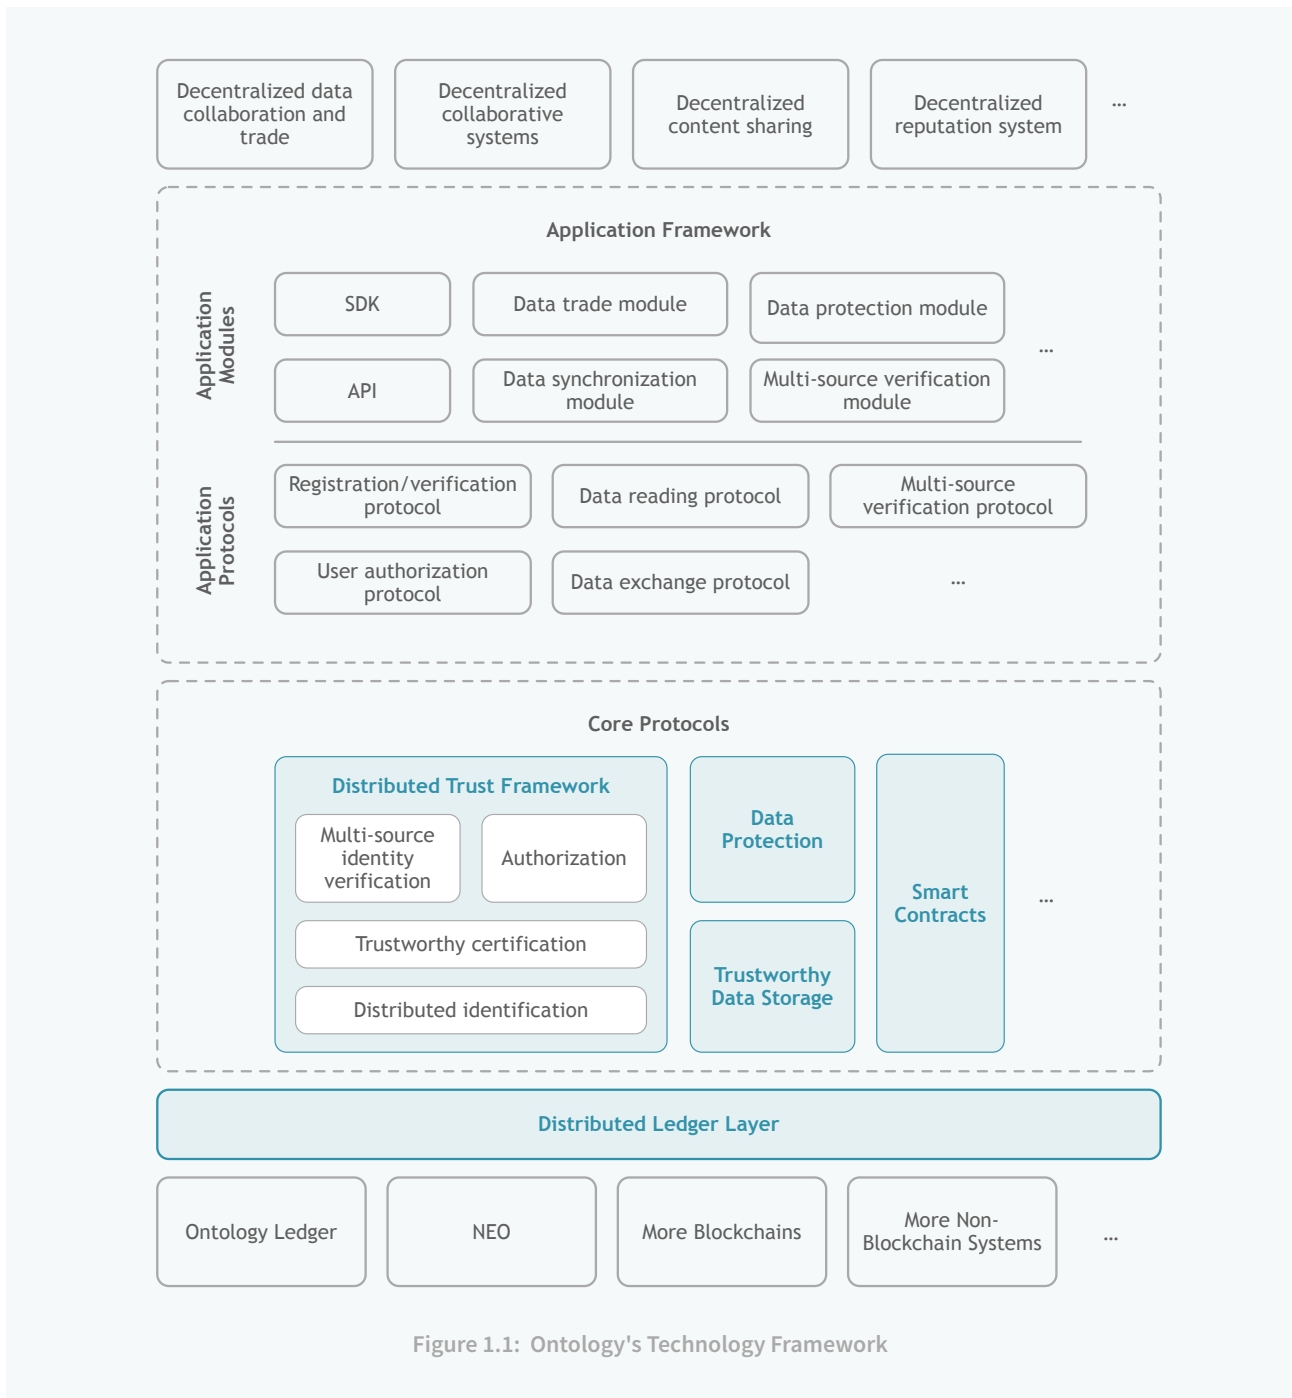 Decentralized data
collaboration and
trade
Decentralized
collaborative
systems
Decentralized
content sharing
Decentralized
reputation system
...
Application Framework
Application
Modules
SDK
Data trade module
Data protection module
API
Data synchronization
module
Multi-source verification
module
...
Application
Protocols
Registration/verification
protocol
Data reading protocol
Multi-source
verification protocol
User authorization
protocol
Data exchange protocol
...
Core Protocols
Distributed Trust Framework
Multi-source
identity
verification
Authorization
Trustworthy certification
Distributed identification
Data
Protection
Trustworthy
Data Storage
Smart
Contracts
...
Distributed Ledger Layer
Ontology Ledger
NEO
More Blockchains
More Non-
Blockchain Systems
...
Figure 1.1: Ontology's Technology Framework